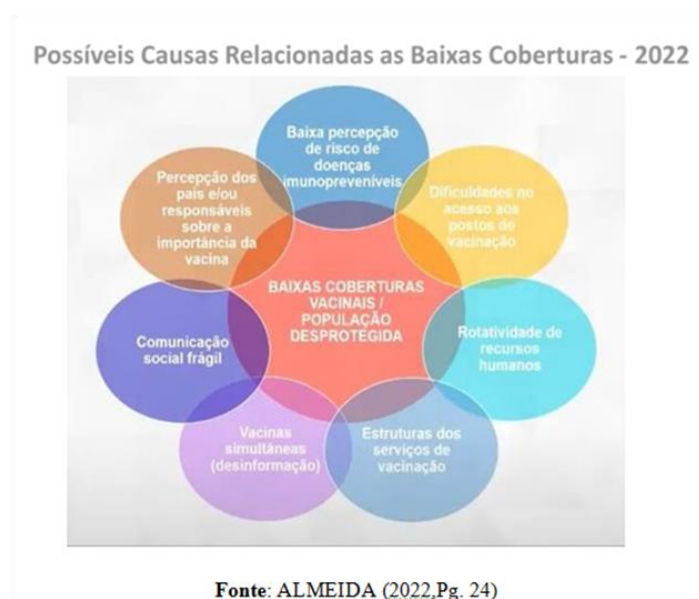 Possíveis Causas Relacionadas as Baixas Coberturas - 2022
Baixa percepção
de risco de
doenças
imunopreveníveis
Dificuldades no
acesso aos
postos de
vacinação
Rotatividade de
recursos
humanos
Estruturas dos
serviços de
vacinação
Vacinas
simultâneas
(desinformação)
Comunicação
social frágil
Percepção dos
pais e/ou
responsáveis
sobre a
importância da
vacina
BAIXAS COBERTURAS
VACINAIS /
POPULAÇÃO
DESPROTEGIDA
Fonte: ALMEIDA (2022,Pg. 24)